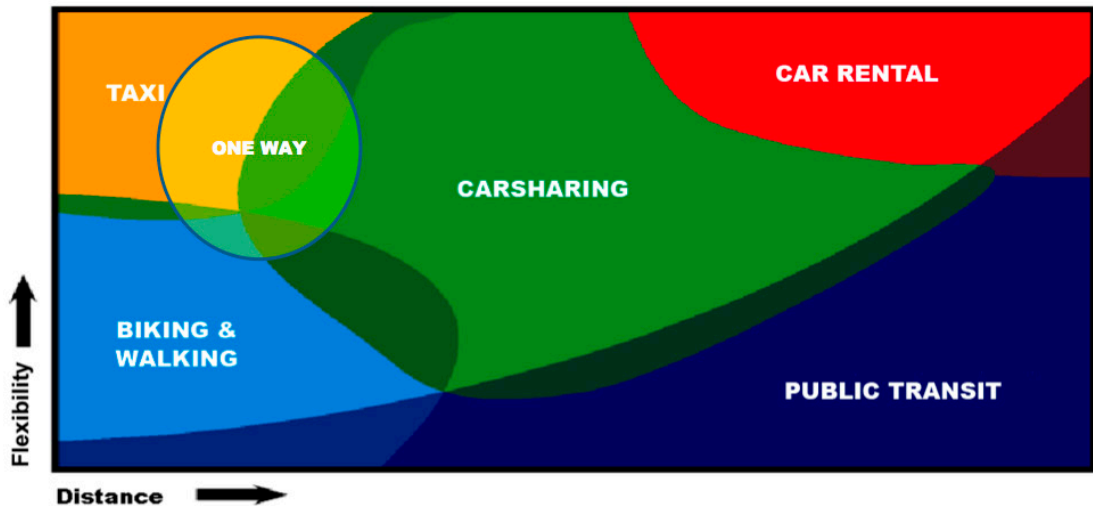 TAXI
CAR RENTAL
ONE WAY
CARSHARING
BIKING &
WALKING
PUBLIC TRANSIT
Flexibility
Distance